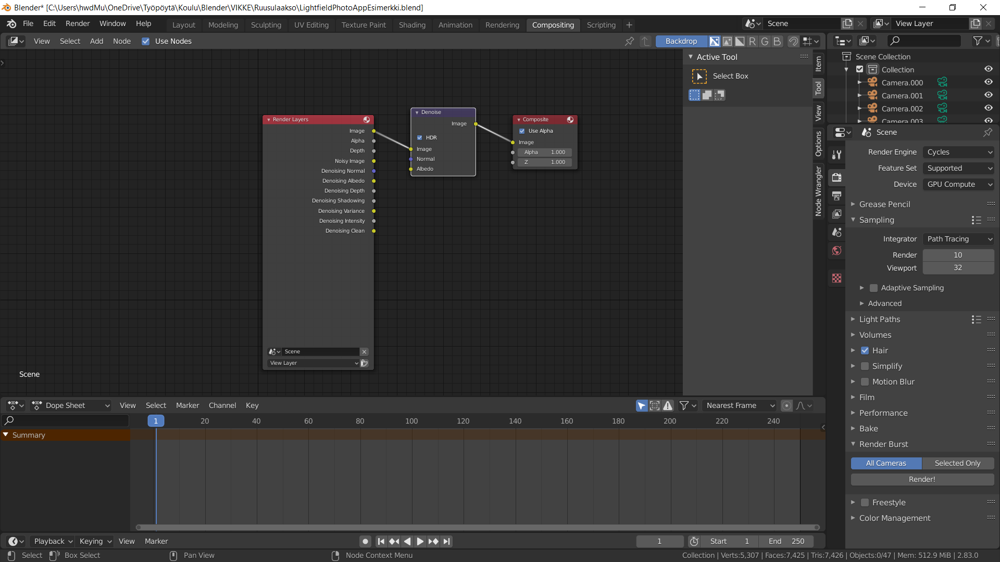 Blender* [C:\Users\hwdMu\OneDrive\Työpöytä\Koulu\Blender\VIKKE\Ruusulaakso\LightfieldPhotoAppEsimerkki.blend]
File Edit Render Window Help Layout Modeling Sculpting UV Editing Texture Paint Shading Animation Rendering Compositing Scripting + Scene View Layer
View Select Add Node Use Nodes Backdrop R G B
Active Tool
Select Box
Item
Tool
View
Options
Node Wrangler
Scene Collection
Collection
Camera.000
Camera.001
Camera.002
Camera.003
Render Layers
Image
Alpha
Depth
Noisy Image
Denoising Normal
Denoising Albedo
Denoising Depth
Denoising Shadowing
Denoising Variance
Denoising Intensity
Denoising Clean
Scene
View Layer
Denoise
Image
HDR
Image
Normal
Albedo
Composite
Use Alpha
Image
Alpha 1.000
Z 1.000
Scene
Scene
Render Engine Cycles
Feature Set Supported
Device GPU Compute
Grease Pencil
Sampling
Integrator Path Tracing
Render 10
Viewport 32
Adaptive Sampling
Advanced
Light Paths
Volumes
Hair
Simplify
Motion Blur
Film
Performance
Bake
Render Burst
All Cameras Selected Only
Render!
Freestyle
Color Management
Dope Sheet View Select Marker Channel Key Nearest Frame
1 20 40 60 80 100 120 140 160 180 200 220 240
Summary
Playback Keying View Marker 1 Start 1 End 250
Select Box Select Pan View Node Context Menu Collection | Verts:5,307 | Faces:7,425 | Tris:7,426 | Objects:0/47 | Mem: 512.9 MiB | 2.83.0